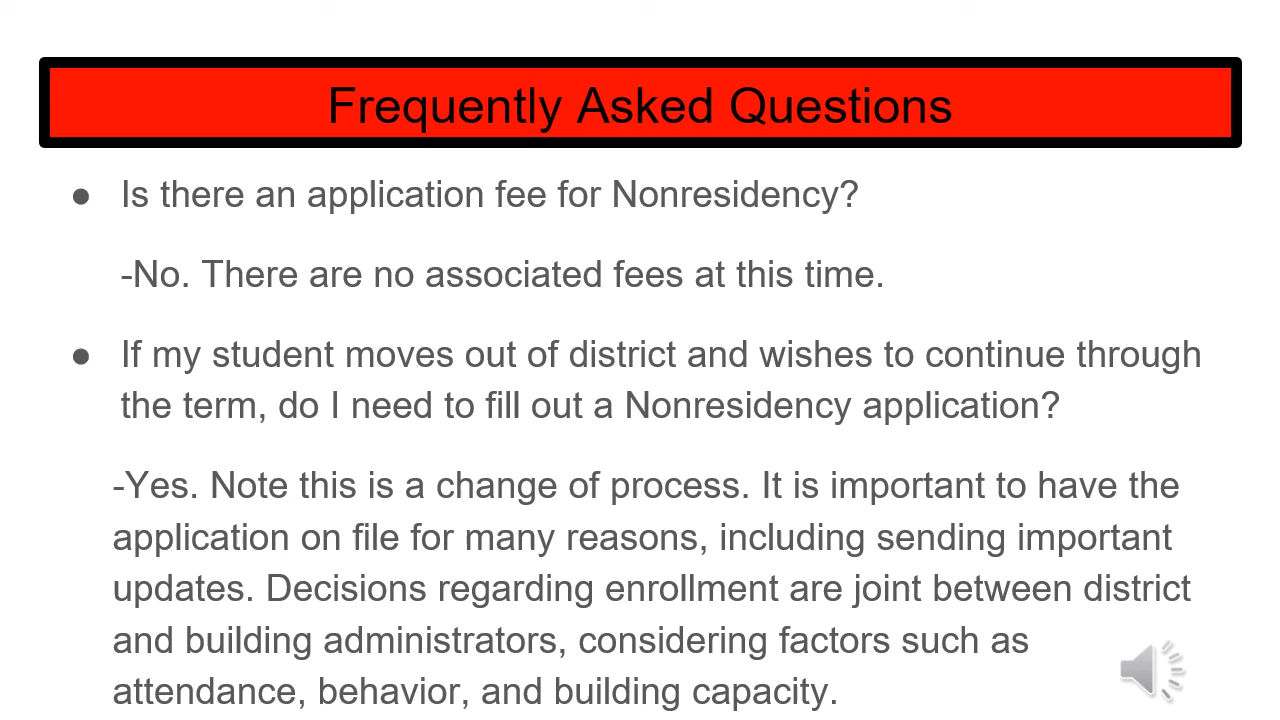 Frequently Asked Questions
● Is there an application fee for Nonresidency?
-No. There are no associated fees at this time.
● If my student moves out of district and wishes to continue through
the term, do I need to fill out a Nonresidency application?
-Yes. Note this is a change of process. It is important to have the
application on file for many reasons, including sending important
updates. Decisions regarding enrollment are joint between district
and building administrators, considering factors such as
attendance, behavior, and building capacity.